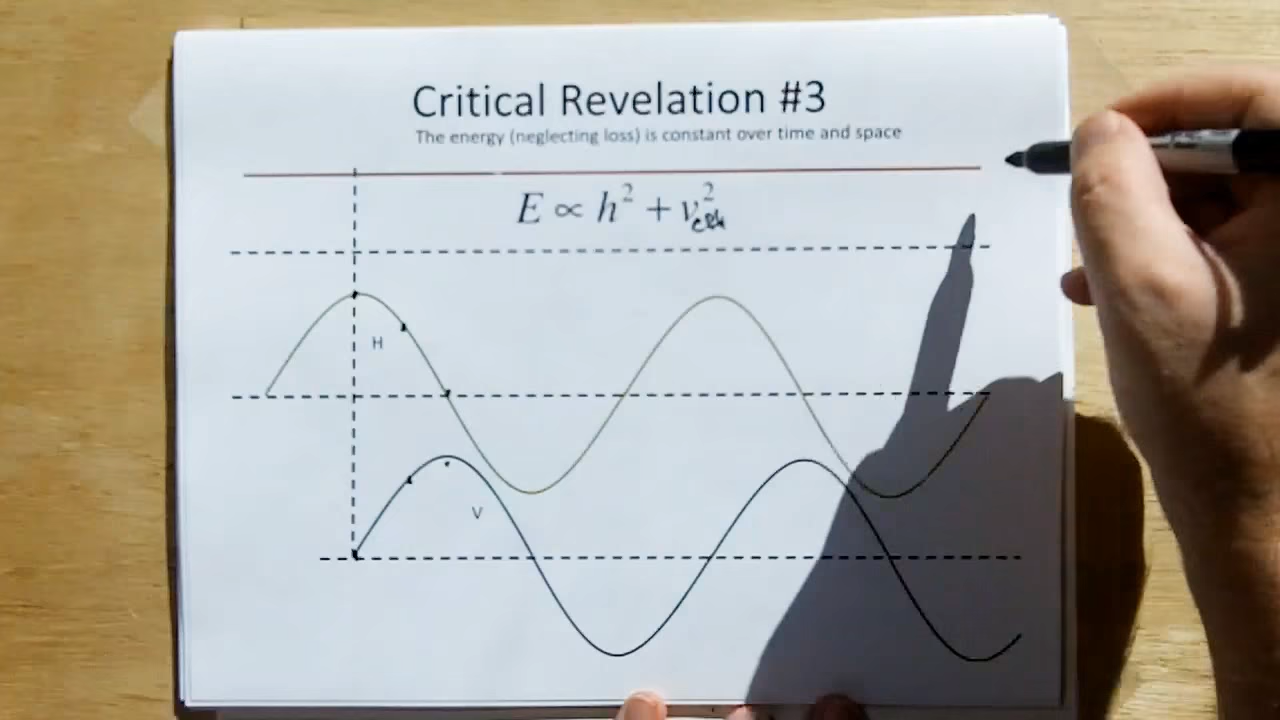 Critical Revelation #3
The energy (neglecting loss) is constant over time and space
E ∝ h² + v²
H
V